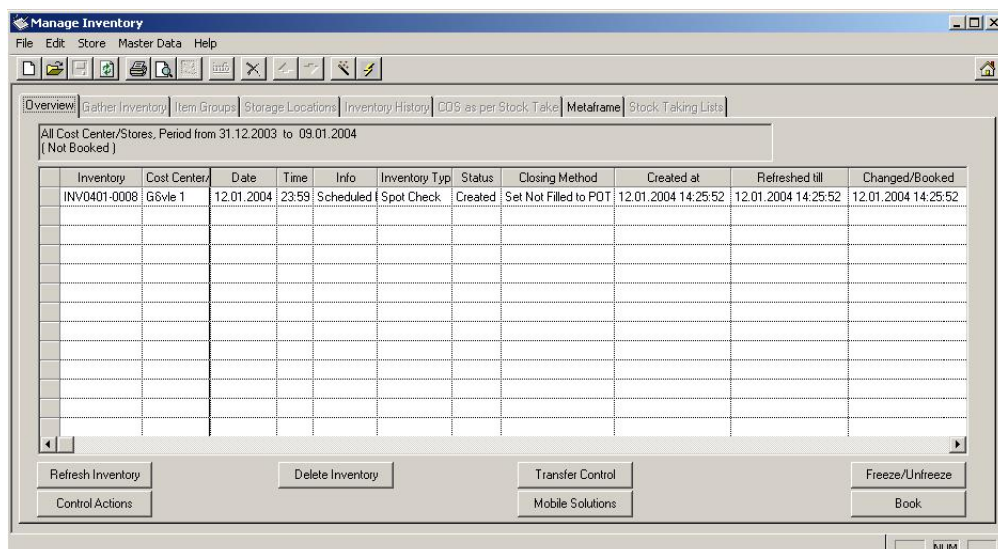 Manage Inventory
File Edit Store Master Data Help
Overview Gather Inventory Item Groups Storage Locations Inventory History COS as per Stock Take Metaframe Stock Taking Lists
All Cost Center/Stores, Period from 31.12.2003 to 09.01.2004
( Not Booked )
Inventory Cost Center/ Date Time Info Inventory Typ Status Closing Method Created at Refreshed till Changed/Booked
INV0401-0008 Gävle 1 12.01.2004 23:59 Scheduled I Spot Check Created Set Not Filled to POT 12.01.2004 14:25:52 12.01.2004 14:25:52 12.01.2004 14:25:52
Refresh Inventory Delete Inventory Transfer Control Freeze/Unfreeze
Control Actions Mobile Solutions Book
NUM